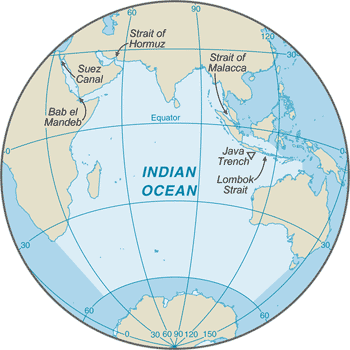 60
90
Strait of
Hormuz
Strait of
Malacca
30
120
30
Suez
Canal
Bab el
Mandeb
Equator
Java
Trench
Lombok
Strait
INDIAN
OCEAN
30
30
60
60
0
30
60
90
120
150